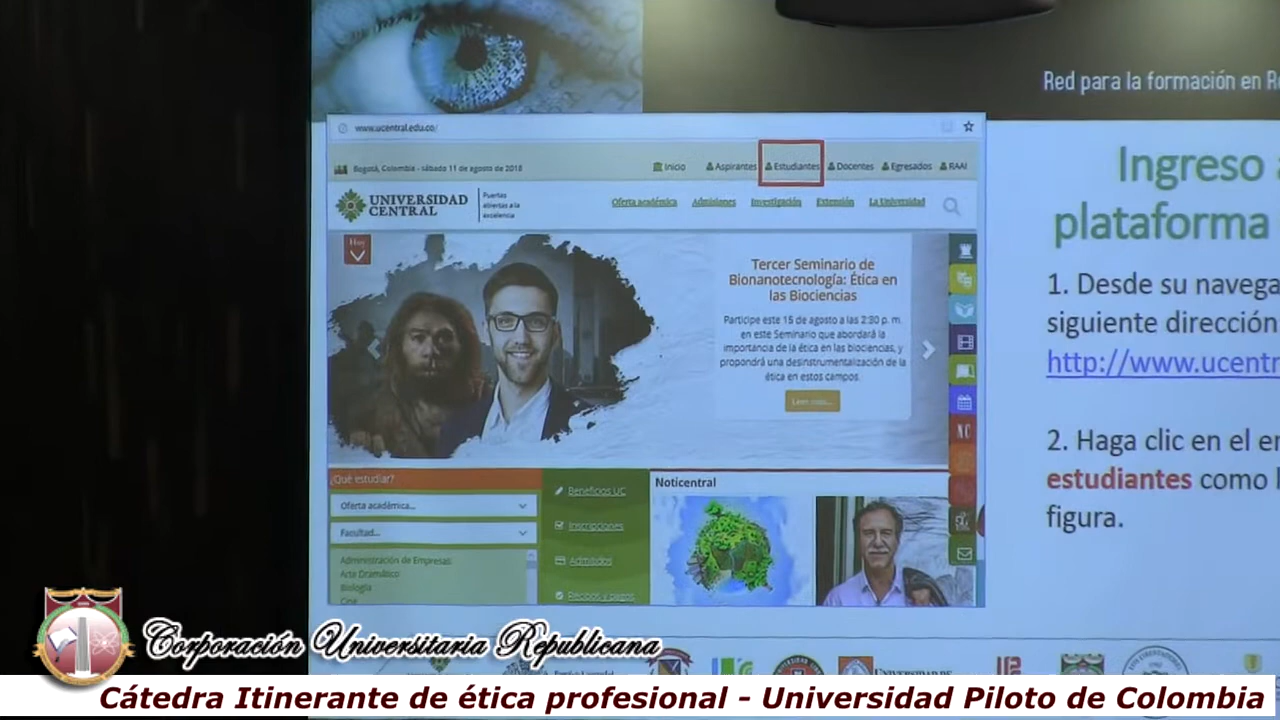 Red para la formación en
www.ucentral.edu.co/
Bogotá, Colombia - sábado 11 de agosto de 2018
Inicio
Aspirantes
Estudiantes
Docentes
Egresados
RAAI
UNIVERSIDAD
CENTRAL
Puertas
abiertas a la
excelencia
Oferta académica
Admisiones
Investigación
Extensión
La Universidad
Hoy
Tercer Seminario de
Bionanotecnología: Ética en
las Biociencias
Participe este 15 de agosto a las 2:30 p. m.
en este Seminario que abordará la
importancia de la ética en las biociencias, y
propondrá una desinstrumentalización de la
ética en estos campos.
Leer más...
NC
¿Qué estudiar?
Oferta académica...
Facultad...
Administración de Empresas
Arte Dramático
Biología
Cine
Beneficios UC
Inscripciones
Admitidos
Recibos y pagos
Noticentral
Ingreso
plataforma
1. Desde su navega
siguiente dirección
http://www.ucentr
2. Haga clic en el
estudiantes como
figura.
Corporación Universitaria Republicana
UNIVERSIDAD DE
Cátedra Itinerante de ética profesional - Universidad Piloto de Colombia